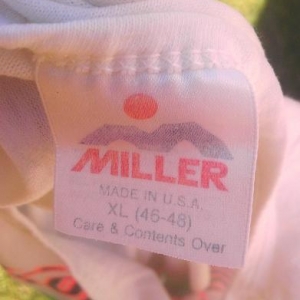 MILLER
MADE IN U.S.A.
XL (46-48)
Care & Contents Over